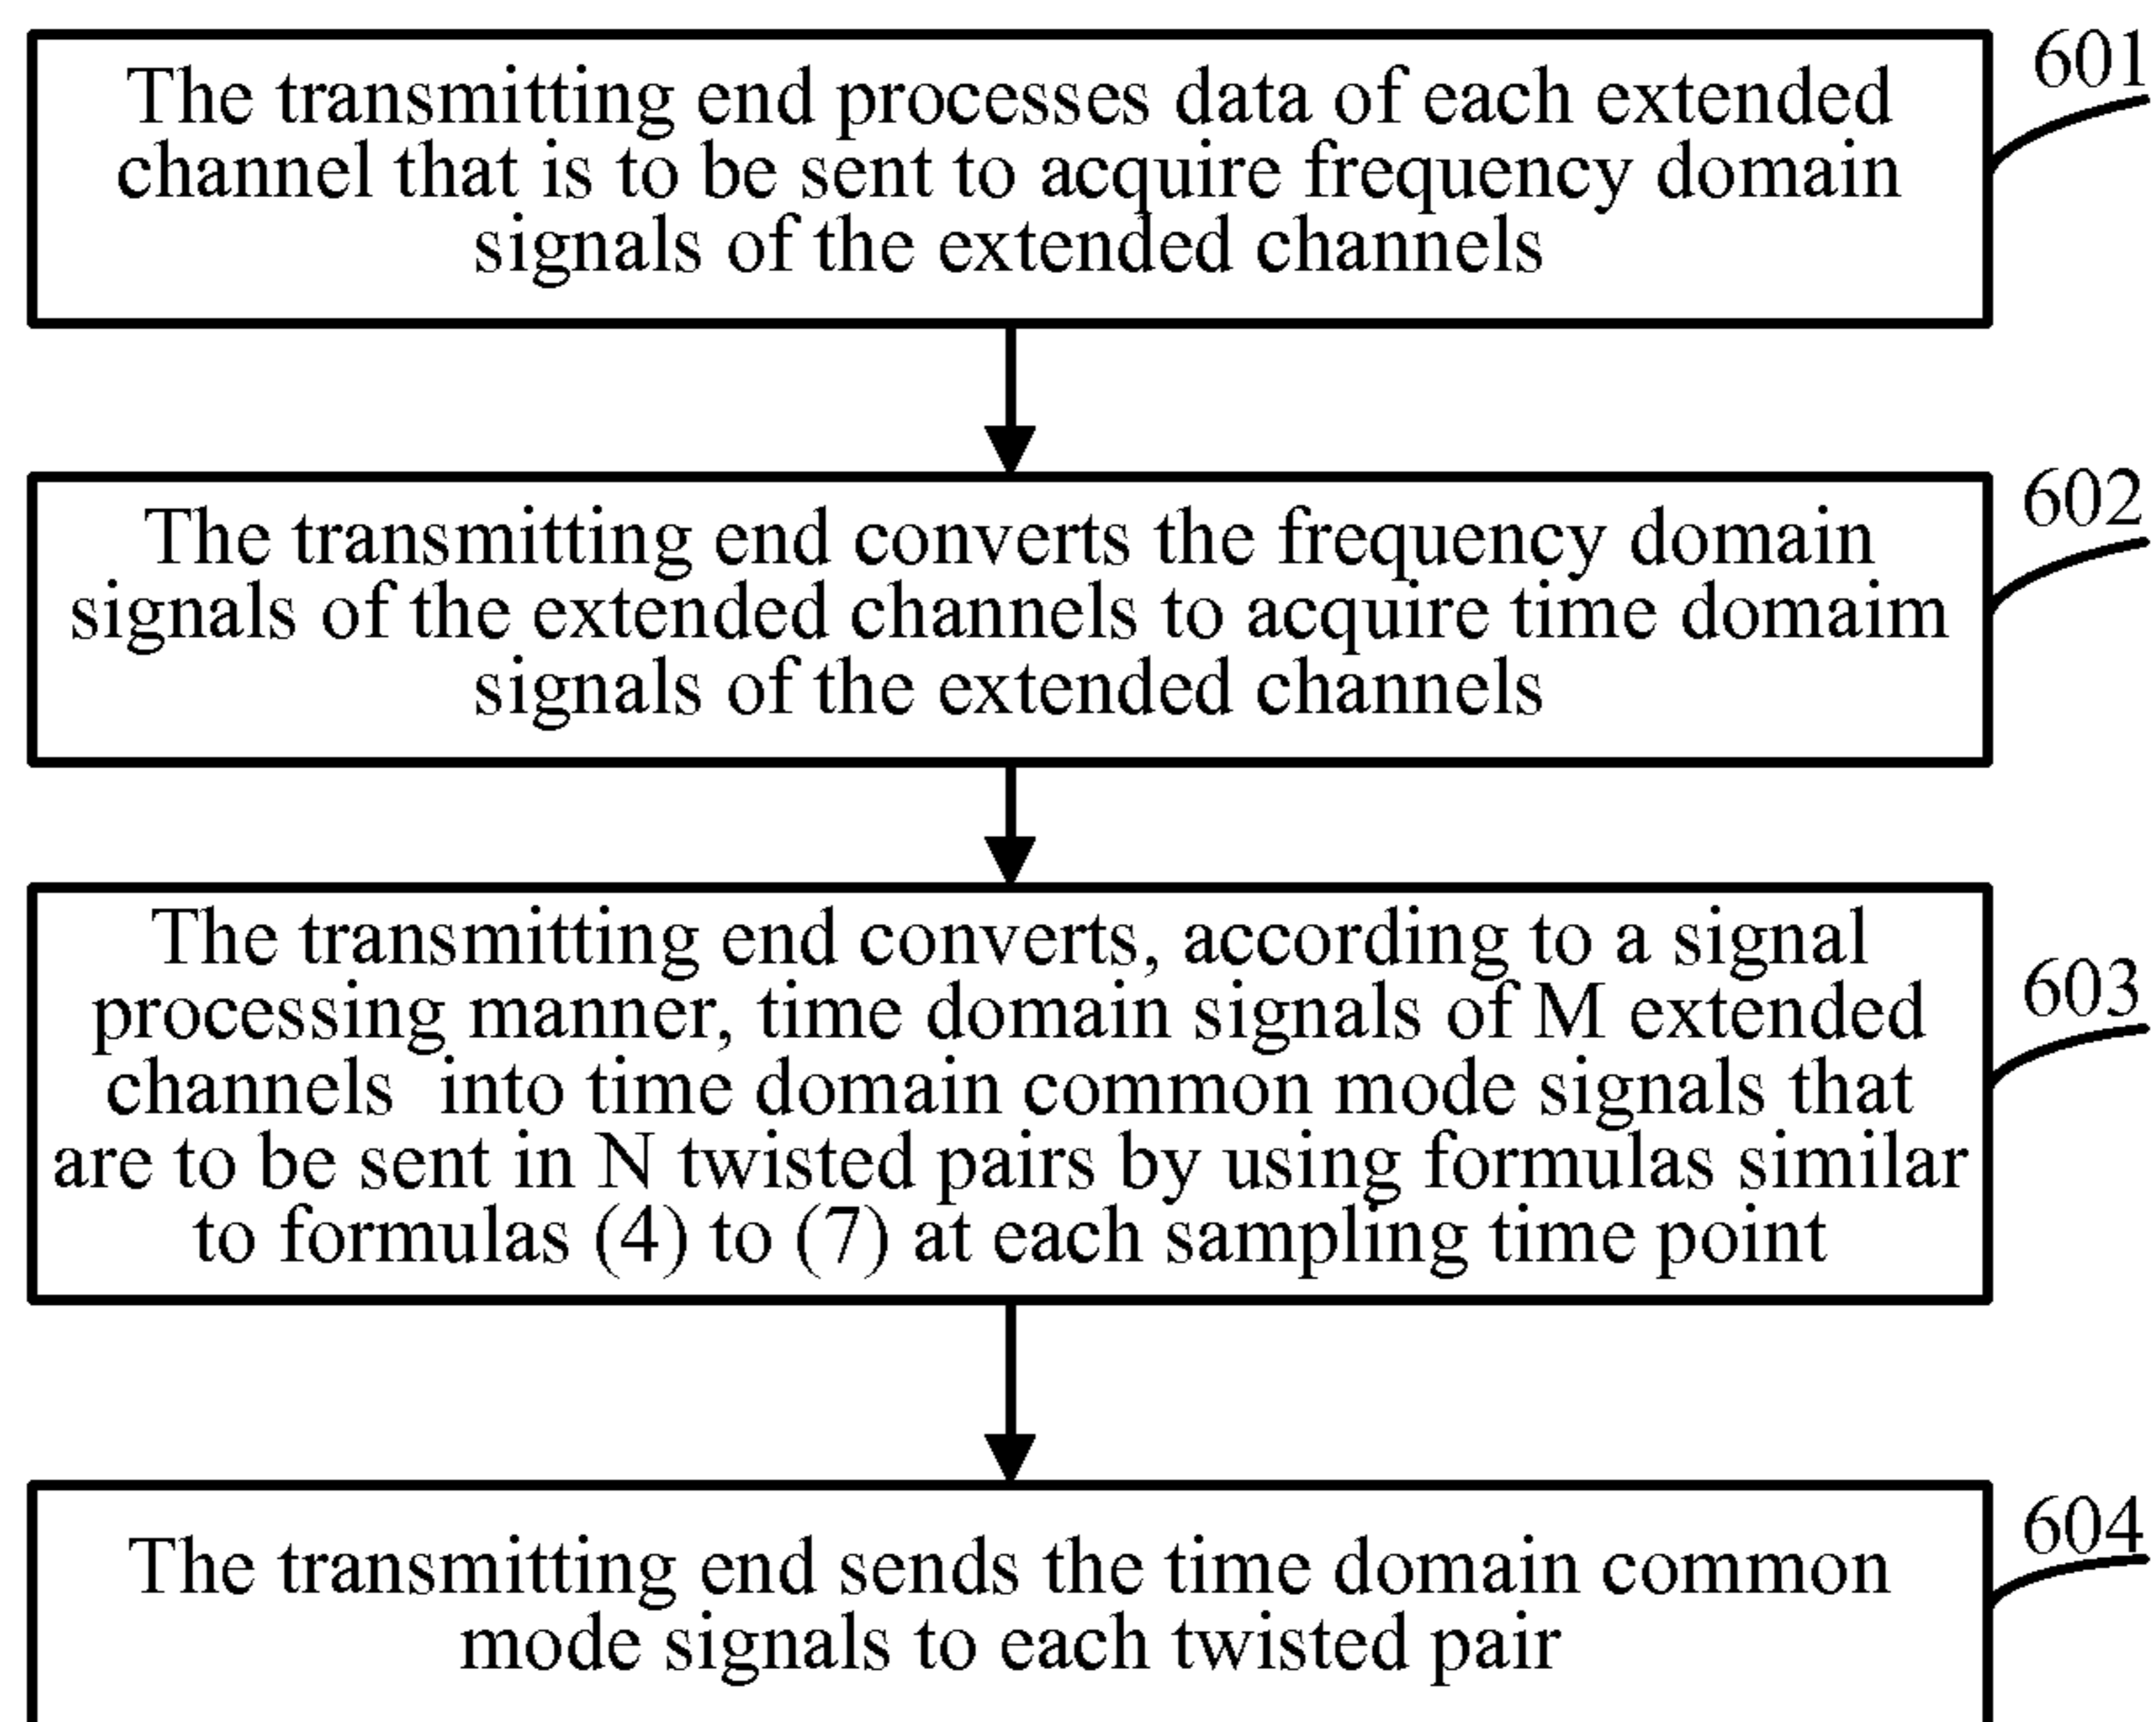 The transmitting end processes data of each extended
channel that is to be sent to acquire frequency domain
signals of the extended channels
601
The transmitting end converts the frequency domain
signals of the extended channels to acquire time domaim
signals of the extended channels
602
The transmitting end converts, according to a signal
processing manner, time domain signals of M extended
channels into time domain common mode signals that
are to be sent in N twisted pairs by using formulas similar
to formulas (4) to (7) at each sampling time point
603
The transmitting end sends the time domain common
mode signals to each twisted pair
604